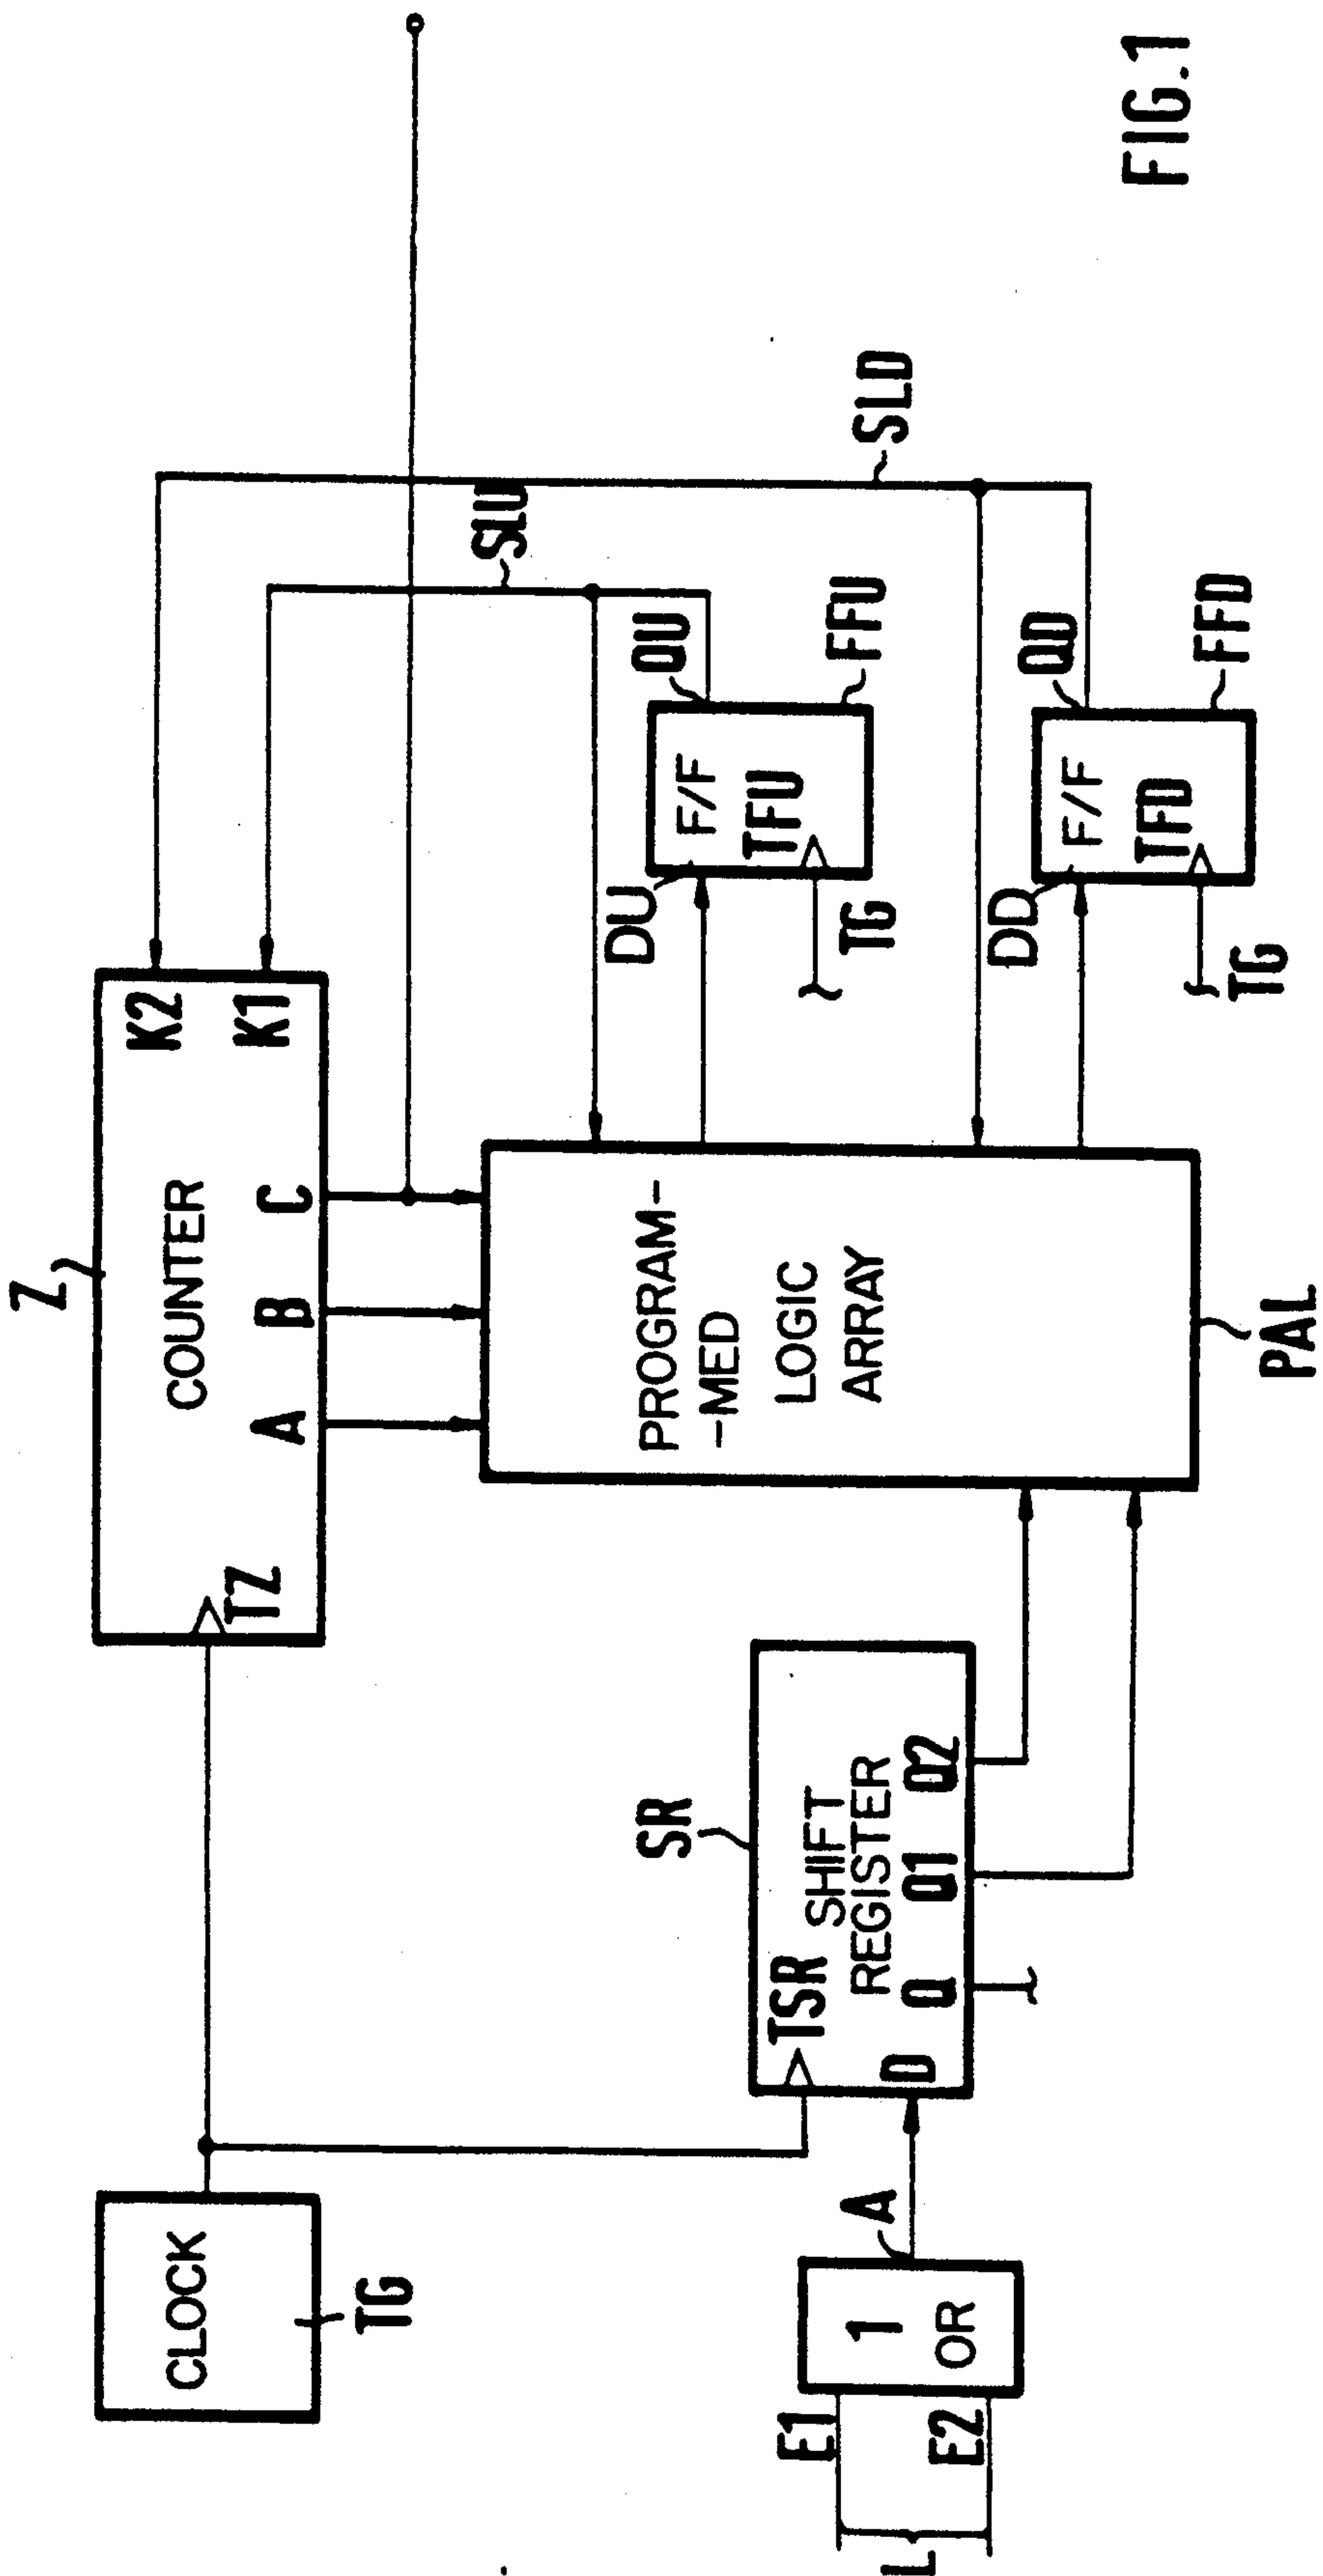 Z
CLOCK
TG
COUNTER
TZ
A
B
C
K2
K1
SLU
SLD
L
E1
E2
1
OR
A
SR
TSR
SHIFT
REGISTER
D
Q
Q1
Q2
PROGRAM-
-MED
LOGIC
ARRAY
PAL
DU
F/F
TFU
QU
FFU
TG
DD
F/F
TFD
QD
FFD
TG
FIG.1